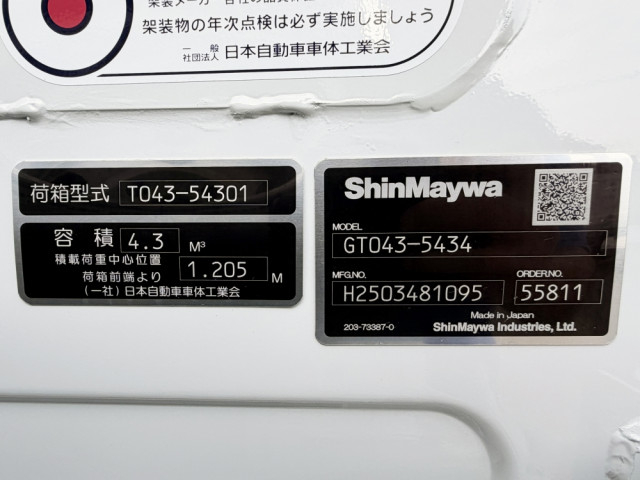 架装物の年次点検は必ず実施しましょう
一般社団法人 日本自動車車体工業会
荷箱型式 T043-54301
容積 4.3 M³
積載荷重中心位置
荷箱前端より 1.205 M
(一社)日本自動車車体工業会
ShinMaywa
MODEL
GT043-5434
MFG.NO. ORDER NO.
H2503481095 55811
Made in Japan
203-73387-0 ShinMaywa Industries, Ltd.